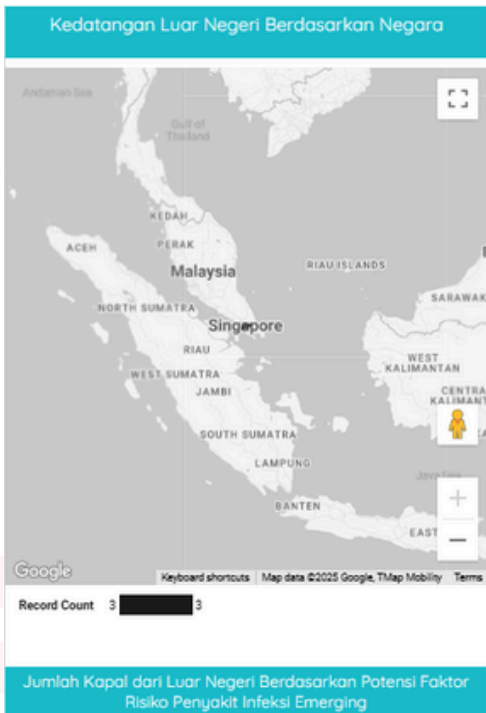 Kedatangan Luar Negeri Berdasarkan Negara
Andaman Sea
Gulf of
Thailand
KEDAH
ACEH
PERAK
RIAU ISLANDS
Malaysia
SARAWAK
NORTH SUMATRA
Singapore
RIAU
WEST
KALIMANTAN
WEST SUMATRA
JAMBI
CENTRA
KALIMANT
SOUTH SUMATRA
LAMPUNG
Java Sea
BANTEN
EAST
Google
Keyboard shortcuts Map data ©2025 Google, TMap Mobility Terms
Record Count 3 3
Jumlah Kapal dari Luar Negeri Berdasarkan Potensi Faktor
Risiko Penyakit Infeksi Emerging